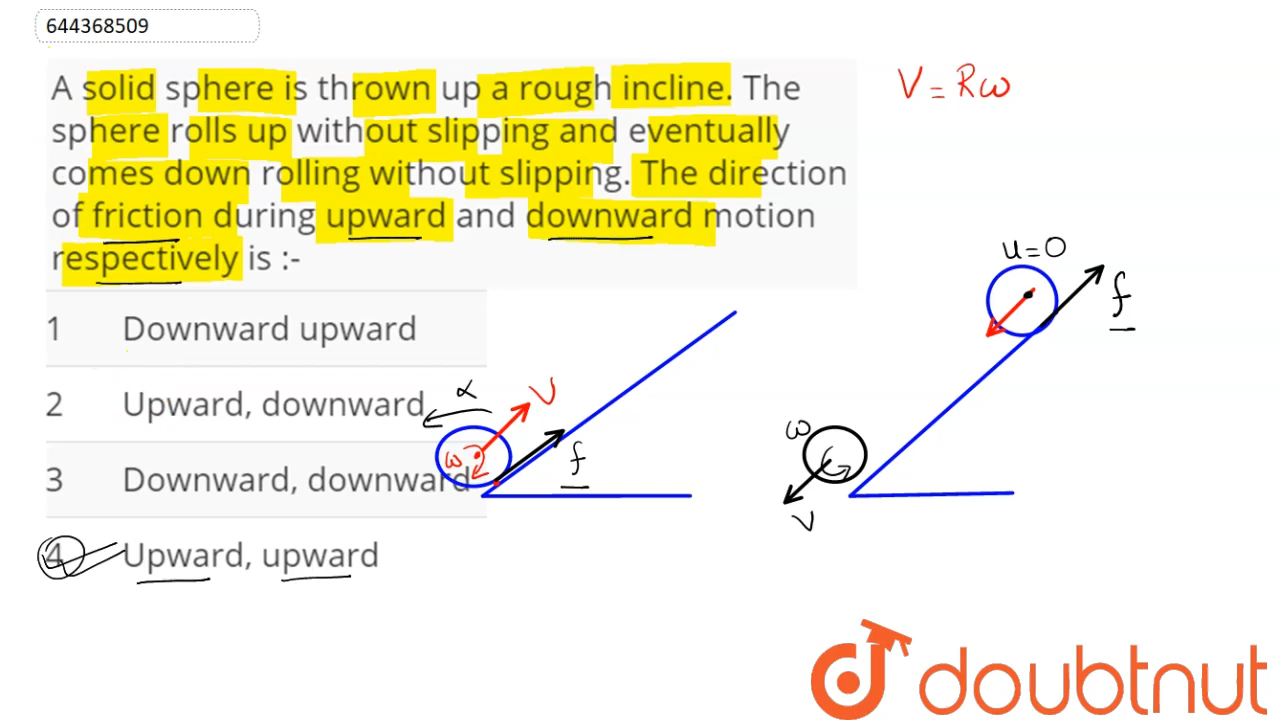 644368509
A solid sphere is thrown up a rough incline. The
sphere rolls up without slipping and eventually
comes down rolling without slipping. The direction
of friction during upward and downward motion
respectively is :-
1 Downward upward
2 Upward, downward
3 Downward, downward
4 Upward, upward
V = Rω
α
V
ω
f
u=0
f
ω
V
doubtnut